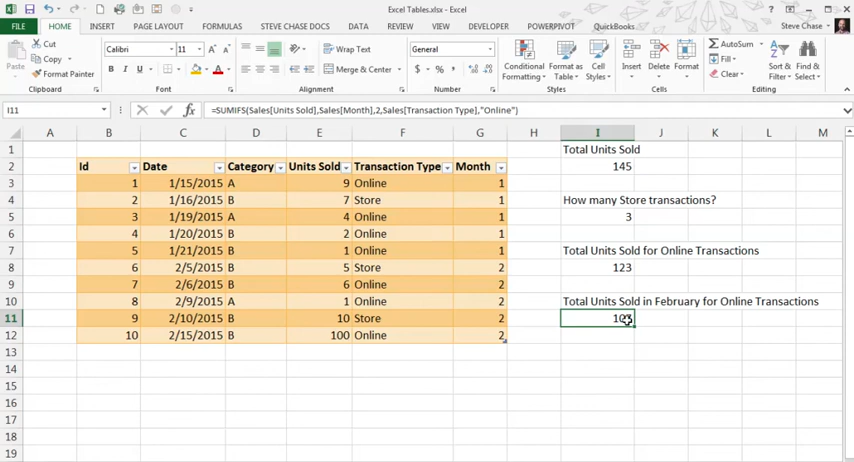 Excel Tables.xlsx - Excel
FILE HOME INSERT PAGE LAYOUT FORMULAS STEVE CHASE DOCS DATA REVIEW VIEW DEVELOPER POWERPIVOT QuickBooks Steve Chase
Cut
Copy
Format Painter
Paste
Clipboard
Calibri 11
B I U
Font
Wrap Text
Merge & Center
Alignment
General
$ % ,
Number
Conditional Formatting
Format as Table
Cell Styles
Styles
Insert Delete Format
Cells
AutoSum
Fill
Clear
Sort & Filter
Find & Select
Editing
I11 =SUMIFS(Sales[Units Sold],Sales[Month],2,Sales[Transaction Type],"Online")
A B C D E F G H I J K L M
1 Total Units Sold
2 Id Date Category Units Sold Transaction Type Month 145
3 1 1/15/2015 A 9 Online 1
4 2 1/16/2015 B 7 Store 1 How many Store transactions?
5 3 1/19/2015 A 4 Online 1 3
6 4 1/20/2015 B 2 Online 1
7 5 1/21/2015 B 1 Online 1 Total Units Sold for Online Transactions
8 6 2/5/2015 B 5 Store 2 123
9 7 2/6/2015 B 6 Online 2
10 8 2/9/2015 A 1 Online 2 Total Units Sold in February for Online Transactions
11 9 2/10/2015 B 10 Store 2 107
12 10 2/15/2015 B 100 Online 2
13
14
15
16
17
18
19